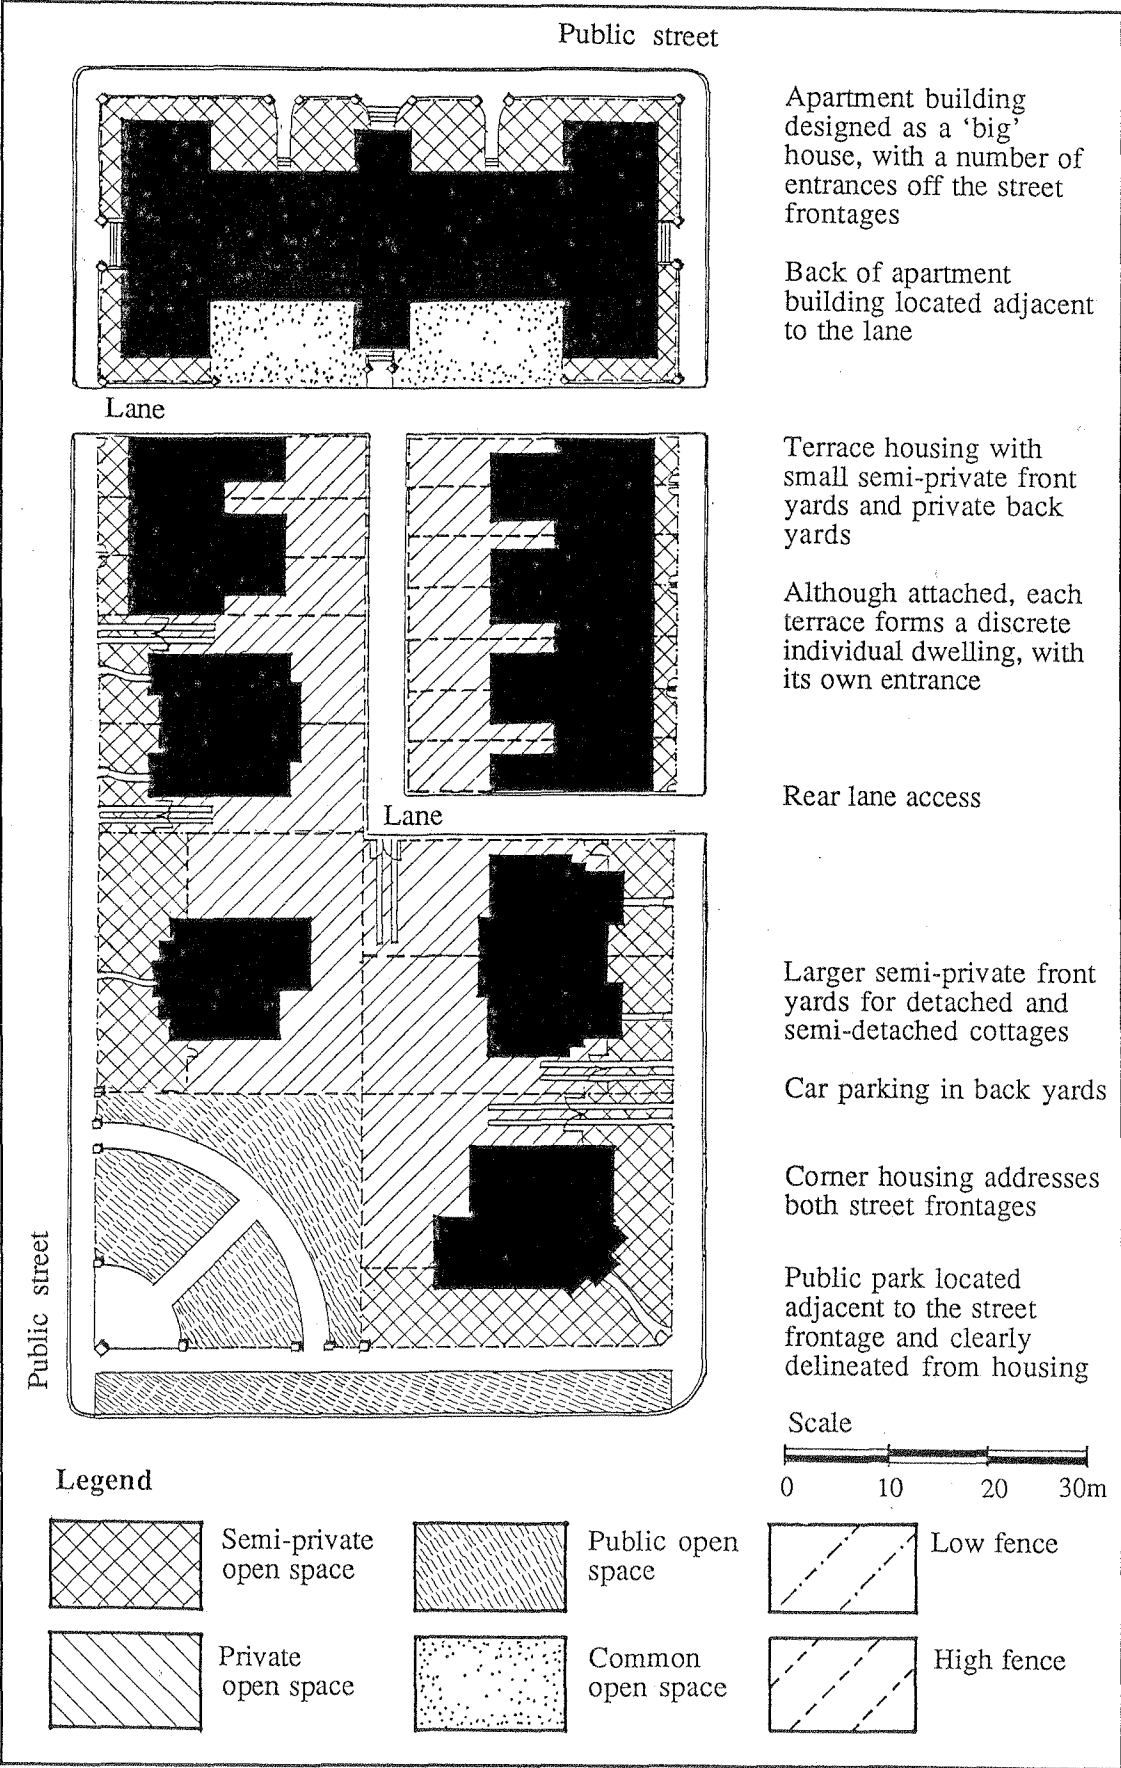 Public street
Apartment building
designed as a ‘big’
house, with a number of
entrances off the street
frontages
Back of apartment
building located adjacent
to the lane
Lane
Terrace housing with
small semi-private front
yards and private back
yards
Although attached, each
terrace forms a discrete
individual dwelling, with
its own entrance
Rear lane access
Lane
Larger semi-private front
yards for detached and
semi-detached cottages
Car parking in back yards
Corner housing addresses
both street frontages
Public street
Public park located
adjacent to the street
frontage and clearly
delineated from housing
Scale
0 10 20 30m
Legend
Semi-private
open space
Public open
space
Low fence
Private
open space
Common
open space
High fence